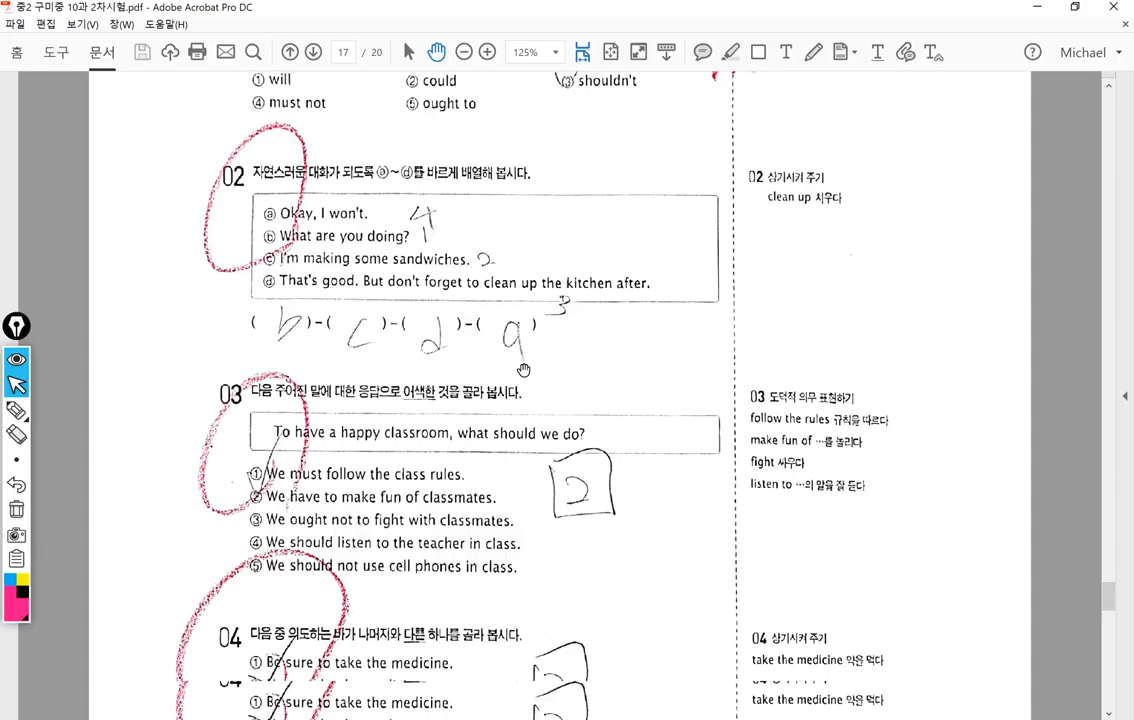 중2 구미중 10과 2차시험.pdf - Adobe Acrobat Pro DC
파일 편집 보기(V) 창(W) 도움말(H)
홈 도구 문서 17 / 20 125% Michael
① will ② could ③ shouldn't
④ must not ⑤ ought to
02 자연스러운 대화가 되도록 ⓐ~ⓓ를 바르게 배열해 봅시다.
ⓐ Okay, I won't. 4
ⓑ What are you doing? 1
ⓒ I'm making some sandwiches. 2
ⓓ That's good. But don't forget to clean up the kitchen after.
3
( b )-( c )-( d )-( a )
02 상기시켜 주기
clean up 치우다
03 다음 주어진 말에 대한 응답으로 어색한 것을 골라 봅시다.
To have a happy classroom, what should we do?
① We must follow the class rules.
② We have to make fun of classmates.
③ We ought not to fight with classmates.
④ We should listen to the teacher in class.
⑤ We should not use cell phones in class.
2
03 도덕적 의무 표현하기
follow the rules 규칙을 따르다
make fun of …를 놀리다
fight 싸우다
listen to …의 말을 잘 듣다
04 다음 중 의도하는 바가 나머지와 다른 하나를 골라 봅시다.
① Be sure to take the medicine.
04 상기시켜 주기
take the medicine 약을 먹다
① Be sure to take the medicine.
take the medicine 약을 먹다